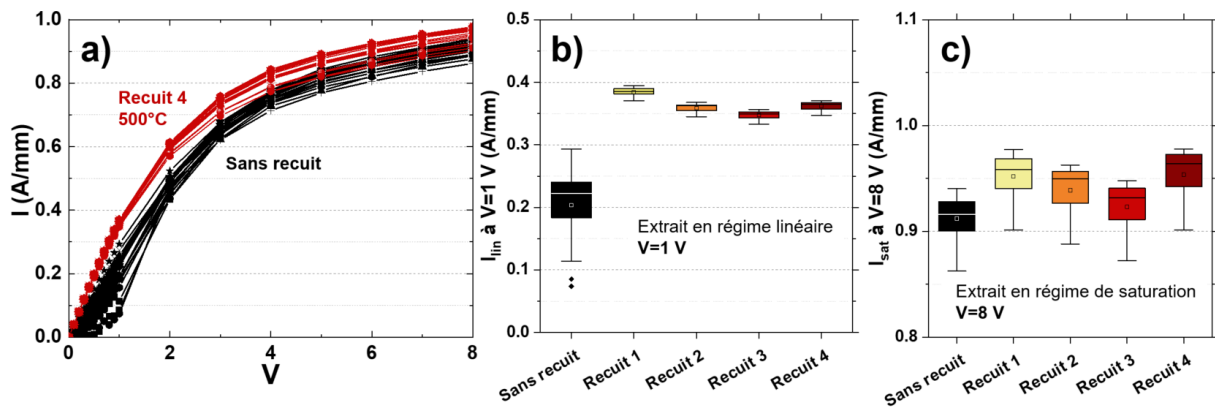 a)
I (A/mm)
1.0
0.8
0.6
0.4
0.2
0.0
0
2
4
6
8
V
Recuit 4
500°C
Sans recuit
b)
I_lin à V=1 V (A/mm)
0.5
0.4
0.3
0.2
0.1
0.0
Extrait en régime linéaire
V=1 V
Sans recuit
Recuit 1
Recuit 2
Recuit 3
Recuit 4
c)
I_sat à V=8 V (A/mm)
1.1
1.0
0.9
0.8
Extrait en régime de saturation
V=8 V
Sans recuit
Recuit 1
Recuit 2
Recuit 3
Recuit 4